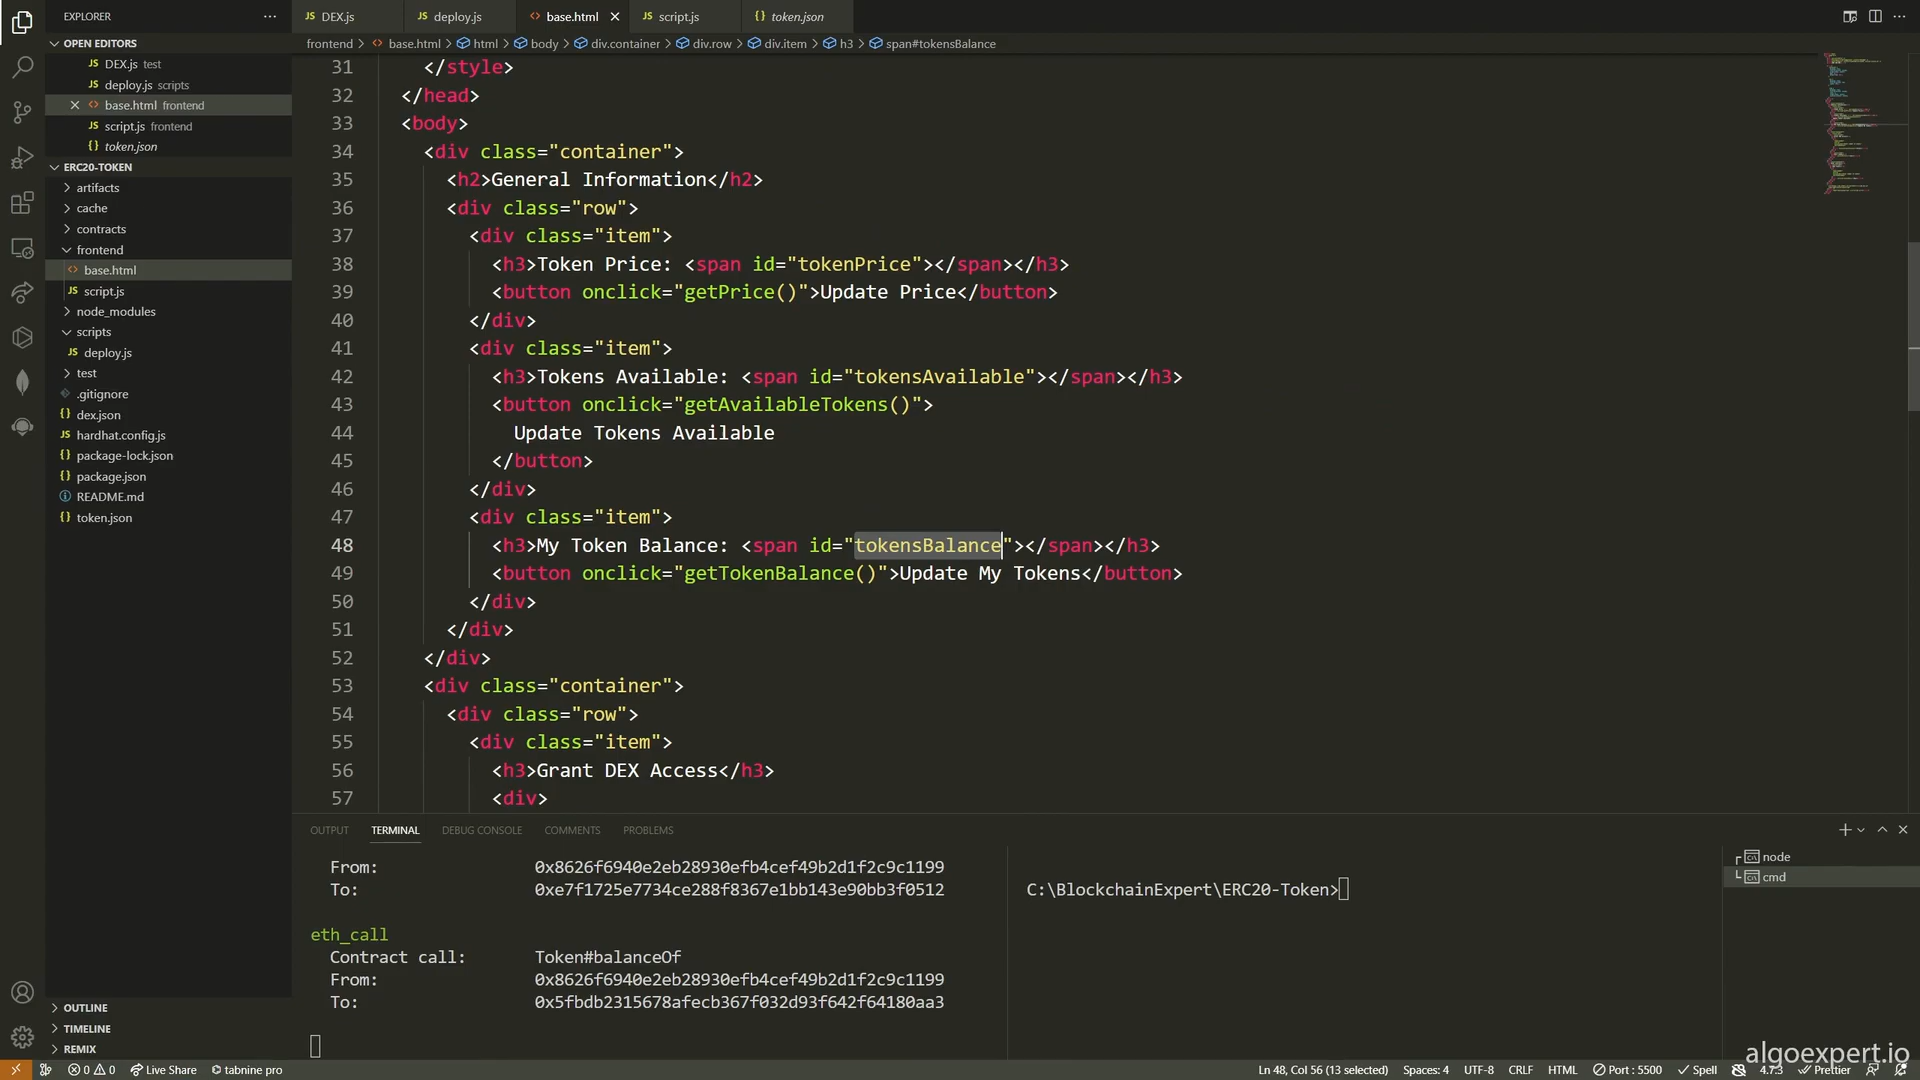 EXPLORER
DEX.js
deploy.js
base.html
script.js
token.json
OPEN EDITORS
DEX.js test
deploy.js scripts
base.html frontend
script.js frontend
token.json
ERC20-TOKEN
artifacts
cache
contracts
frontend
base.html
script.js
node_modules
scripts
deploy.js
test
.gitignore
dex.json
hardhat.config.js
package-lock.json
package.json
README.md
token.json
OUTLINE
TIMELINE
REMIX
frontend > base.html > html > body > div.container > div.row > div.item > h3 > span#tokensBalance
31 </style>
32 </head>
33 <body>
34 <div class="container">
35 <h2>General Information</h2>
36 <div class="row">
37 <div class="item">
38 <h3>Token Price: <span id="tokenPrice"></span></h3>
39 <button onclick="getPrice()">Update Price</button>
40 </div>
41 <div class="item">
42 <h3>Tokens Available: <span id="tokensAvailable"></span></h3>
43 <button onclick="getAvailableTokens()">
44 Update Tokens Available
45 </button>
46 </div>
47 <div class="item">
48 <h3>My Token Balance: <span id="tokensBalance"></span></h3>
49 <button onclick="getTokenBalance()">Update My Tokens</button>
50 </div>
51 </div>
52 </div>
53 <div class="container">
54 <div class="row">
55 <div class="item">
56 <h3>Grant DEX Access</h3>
57 <div>
OUTPUT TERMINAL DEBUG CONSOLE COMMENTS PROBLEMS
From: 0x8626f6940e2eb28930efb4cef49b2d1f2c9c1199
To: 0xe7f1725e7734ce288f8367e1bb143e90bb3f0512
eth_call
Contract call: Token#balanceOf
From: 0x8626f6940e2eb28930efb4cef49b2d1f2c9c1199
To: 0x5fbdb2315678afecb367f032d93f642f64180aa3
C:\BlockchainExpert\ERC20-Token>
node
cmd
algoexpert.io
0 0 Live Share tabnine pro
Ln 48, Col 56 (13 selected) Spaces: 4 UTF-8 CRLF HTML Port : 5500 Spell 4.7.3 Prettier